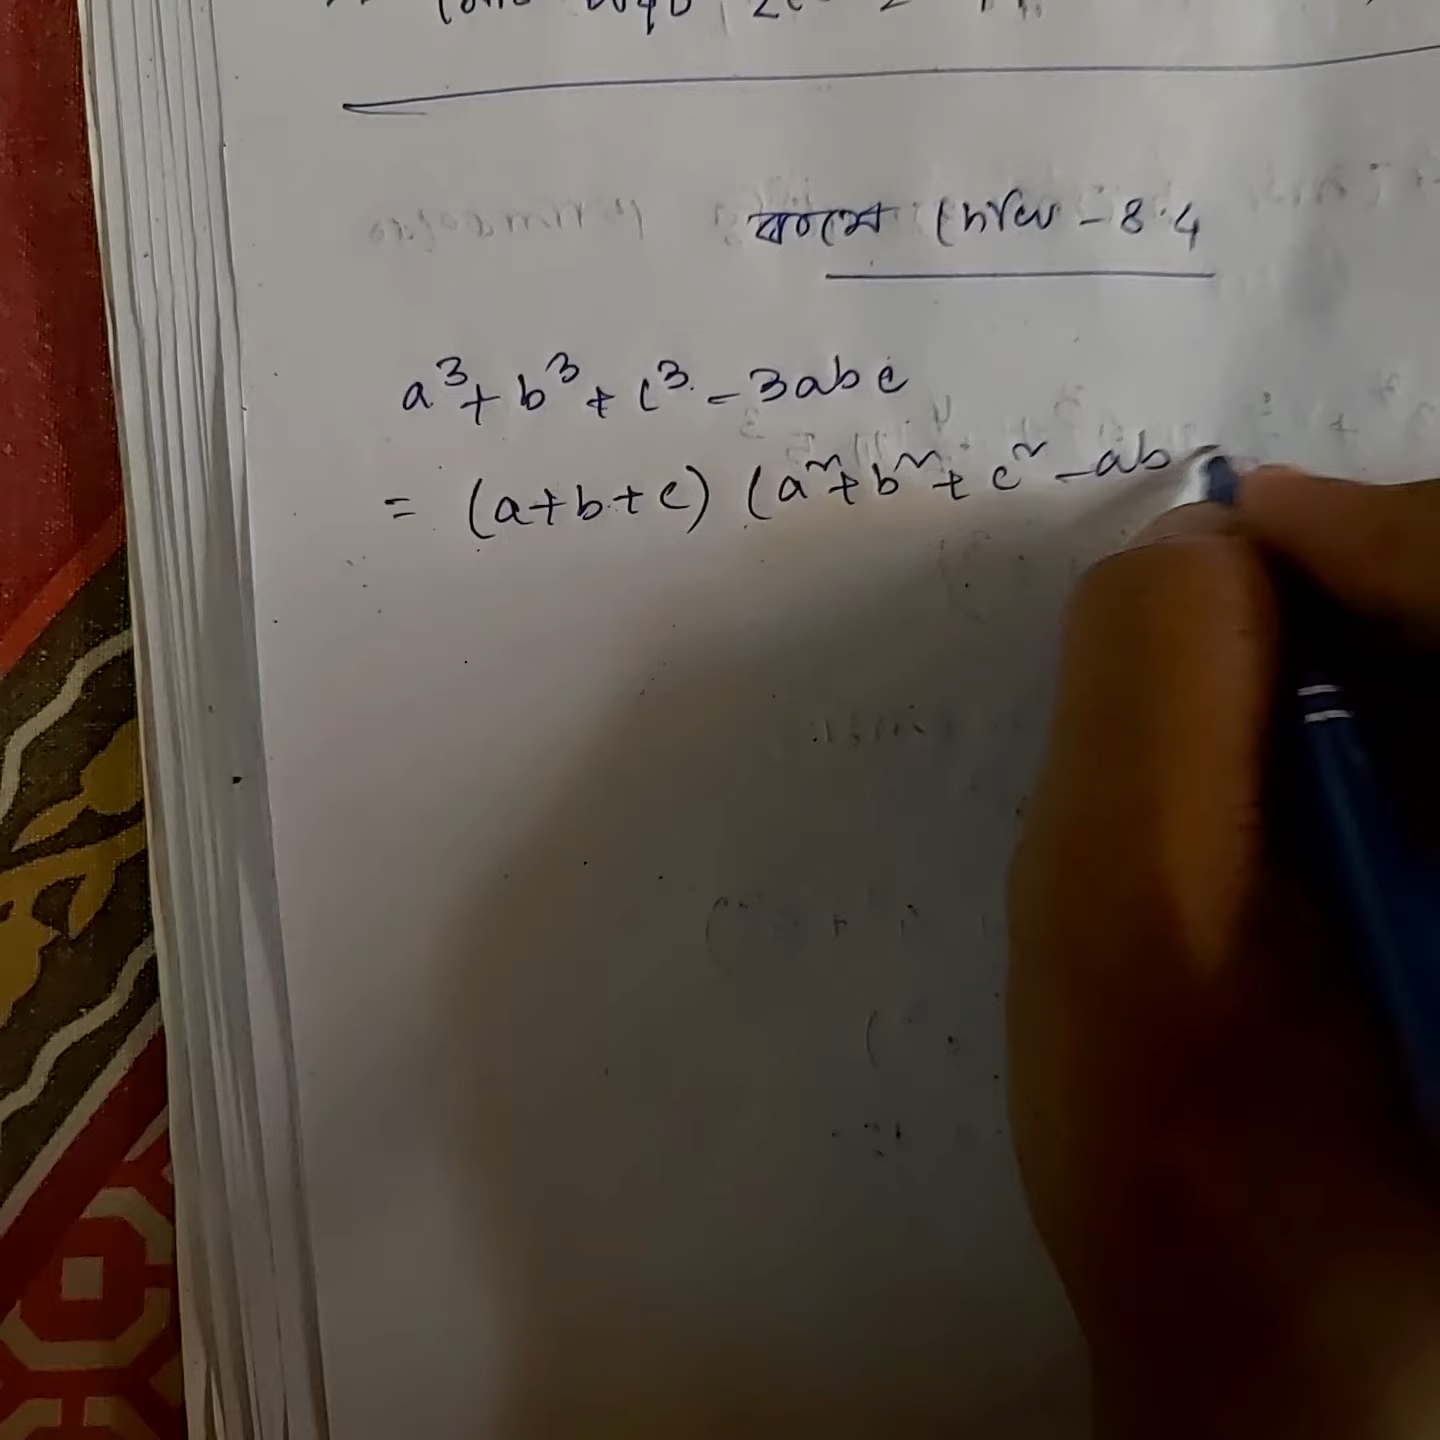 কষে দেখি - 8.4
a³ + b³ + c³ - 3abc
= (a+b+c) (a² + b² + c² - ab